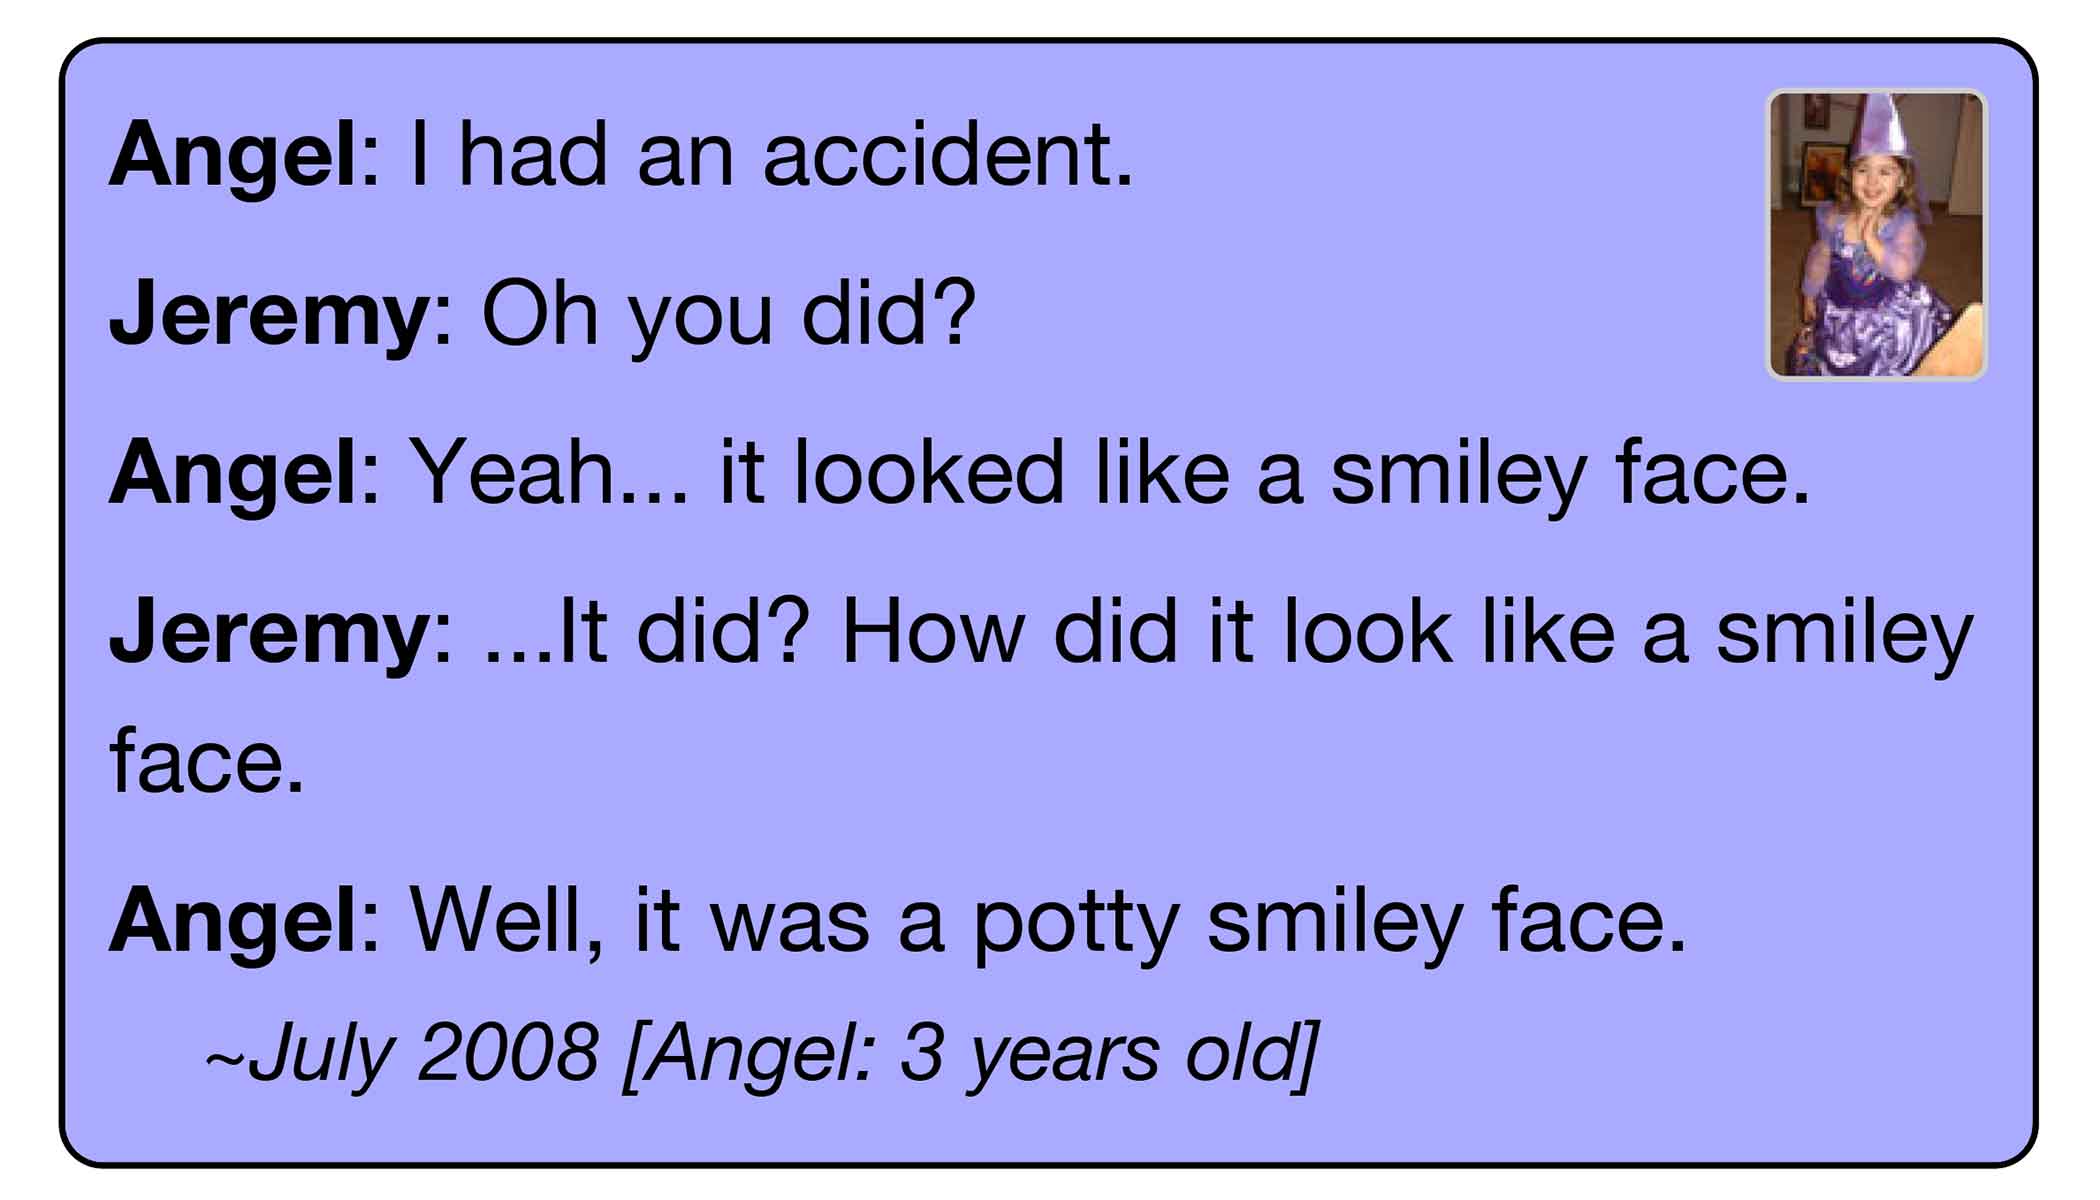 Angel: I had an accident.
Jeremy: Oh you did?
Angel: Yeah... it looked like a smiley face.
Jeremy: ...It did? How did it look like a smiley
face.
Angel: Well, it was a potty smiley face.
~July 2008 [Angel: 3 years old]